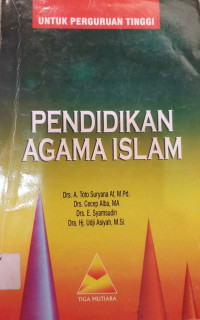 UNTUK PERGURUAN TINGGI
PENDIDIKAN
AGAMA ISLAM
Drs. A. Toto Suryana Af, M.Pd.
Drs. Cecep Alba, MA
Drs. E. Syamsudin
Dra. Hj. Udji Asiyah, M.Si.
TIGA MUTIARA